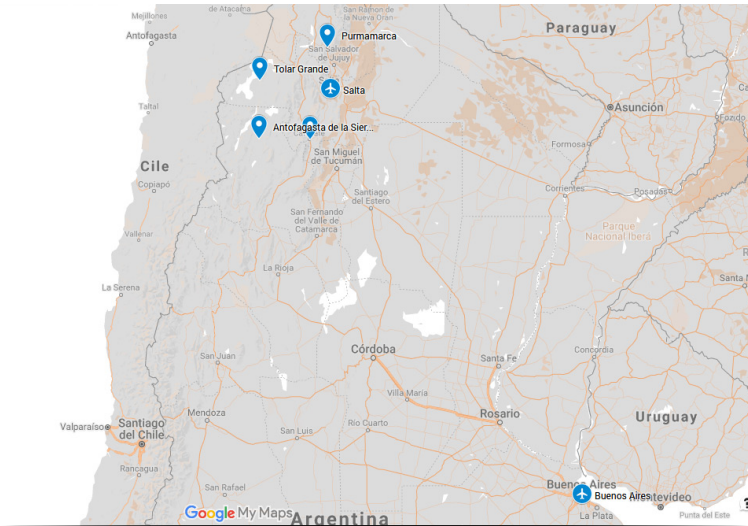 Mejillones
de Atacama
San Ramón de
la Nueva Orán
Paraguay
Antofagasta
Purmamarca
San Salvador
de Jujuy
Tolar Grande
Salta
Taltal
Asunción
Antofagasta de la Sier...
Formosa
San Miguel
de Tucumán
Cile
Copiapó
Santiago
del Estero
Corrientes
Posadas
San Fernando
del Valle de
Catamarca
Vallenar
Parque
Nacional Iberá
La Rioja
La Serena
Santa
Córdoba
San Juan
Santa Fe
Concordia
Villa Maria
Mendoza
Rosario
Uruguay
Valparaíso
Santiago
del Chile
San Luis
Rio Cuarto
Rancagua
San Rafael
Buenos Aires
Buenos Aires
Google My Maps
La Plata
Punta del Este
Argentina
?